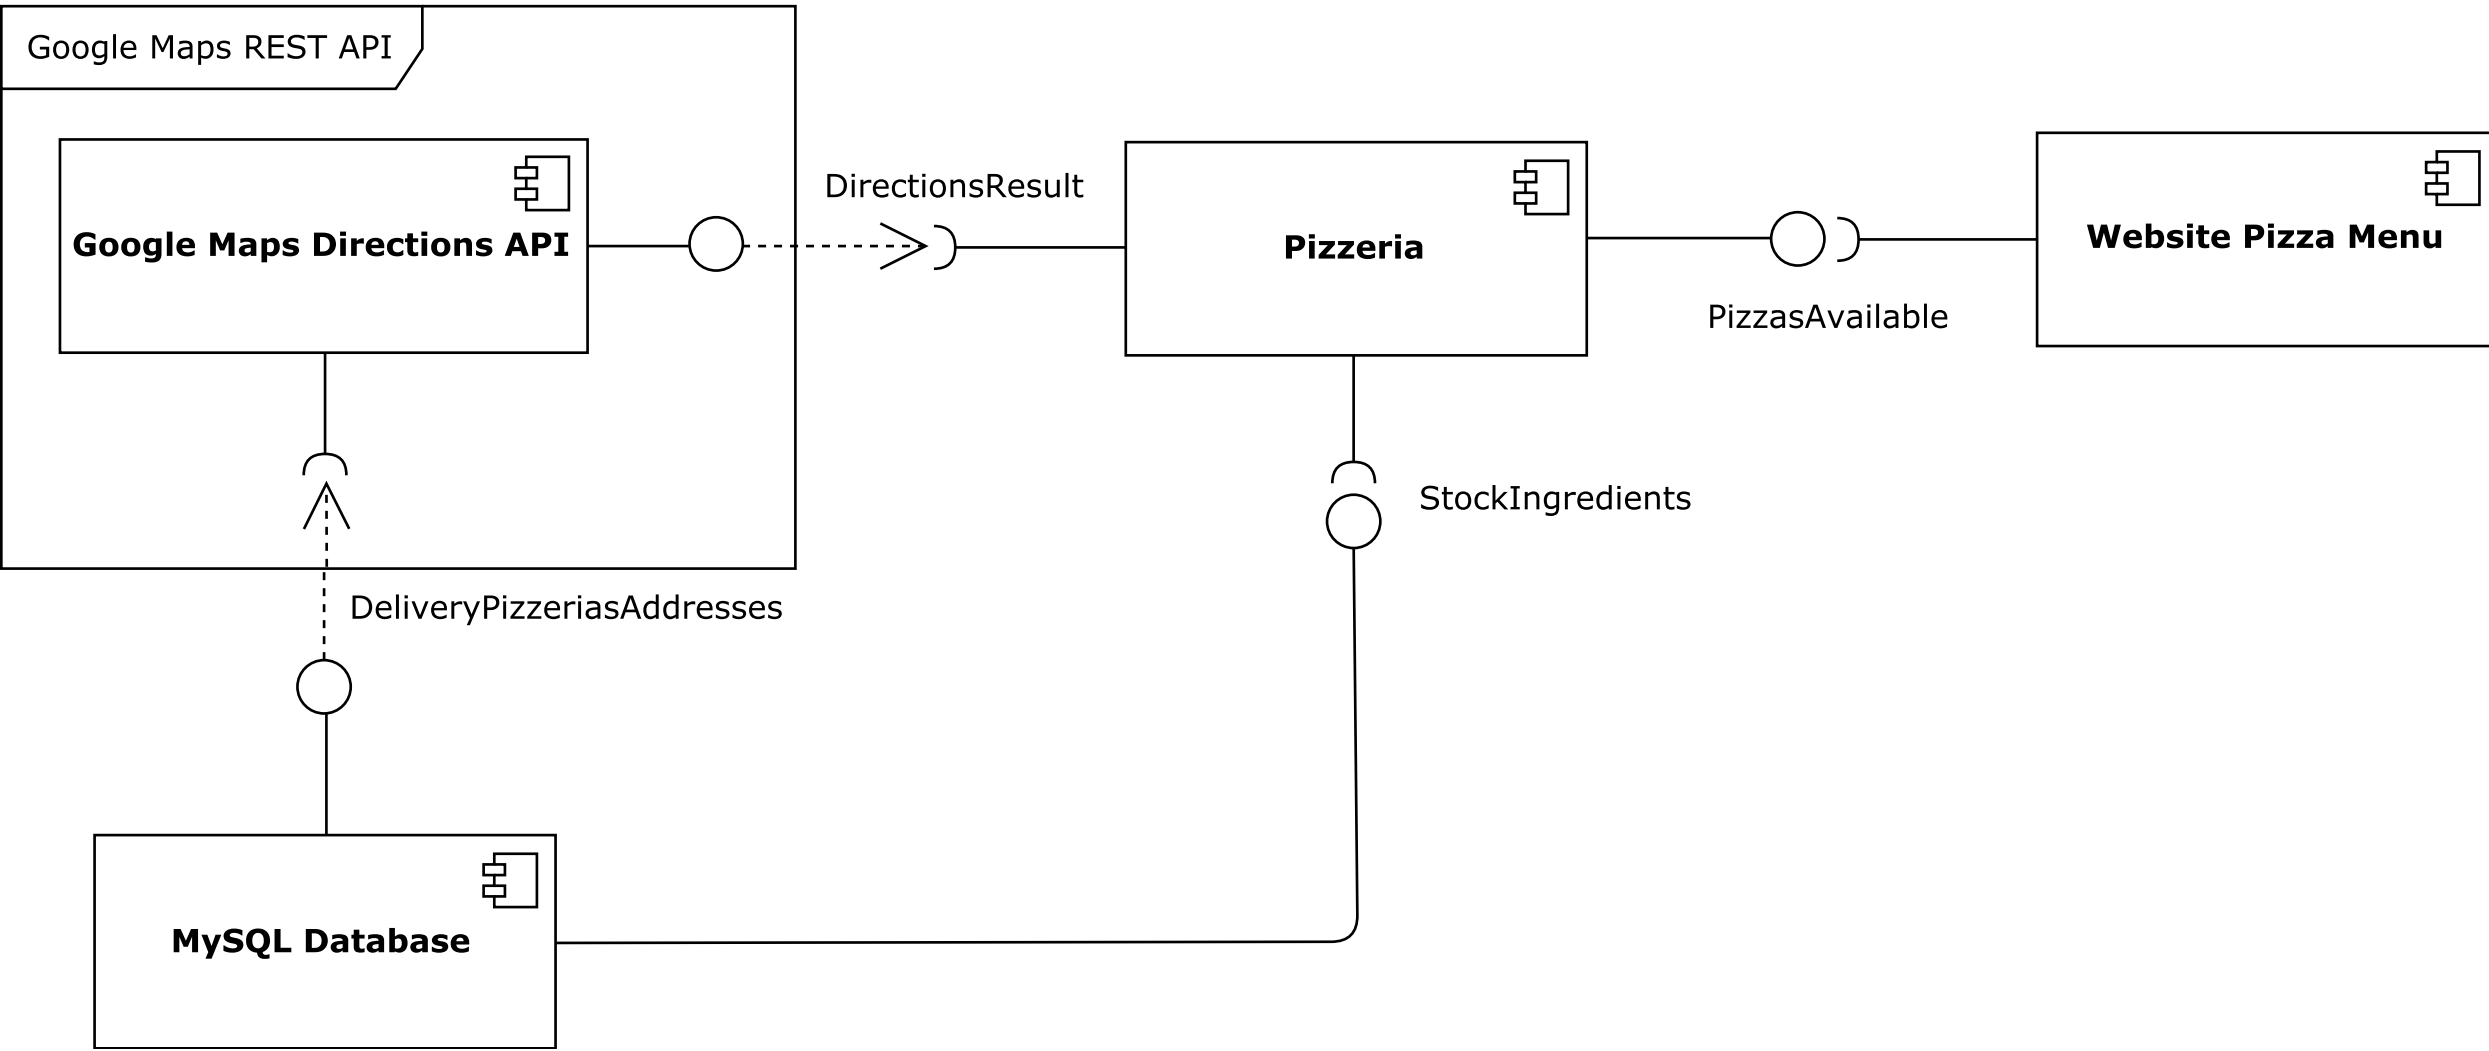 Google Maps REST API
Google Maps Directions API
DirectionsResult
Pizzeria
PizzasAvailable
Website Pizza Menu
StockIngredients
DeliveryPizzeriasAddresses
MySQL Database